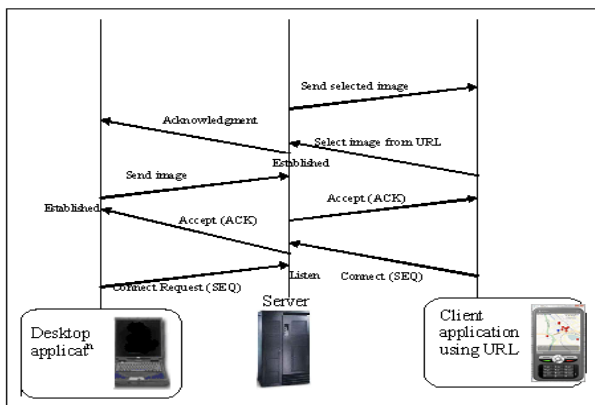 Send selected image
Acknowledgment
Select image from URL
Established
Send image
Established
Accept (ACK)
Accept (ACK)
Listen
Connect (SEQ)
Connect Request (SEQ)
Server
Desktop
applicatⁿ
Client
application
using URL